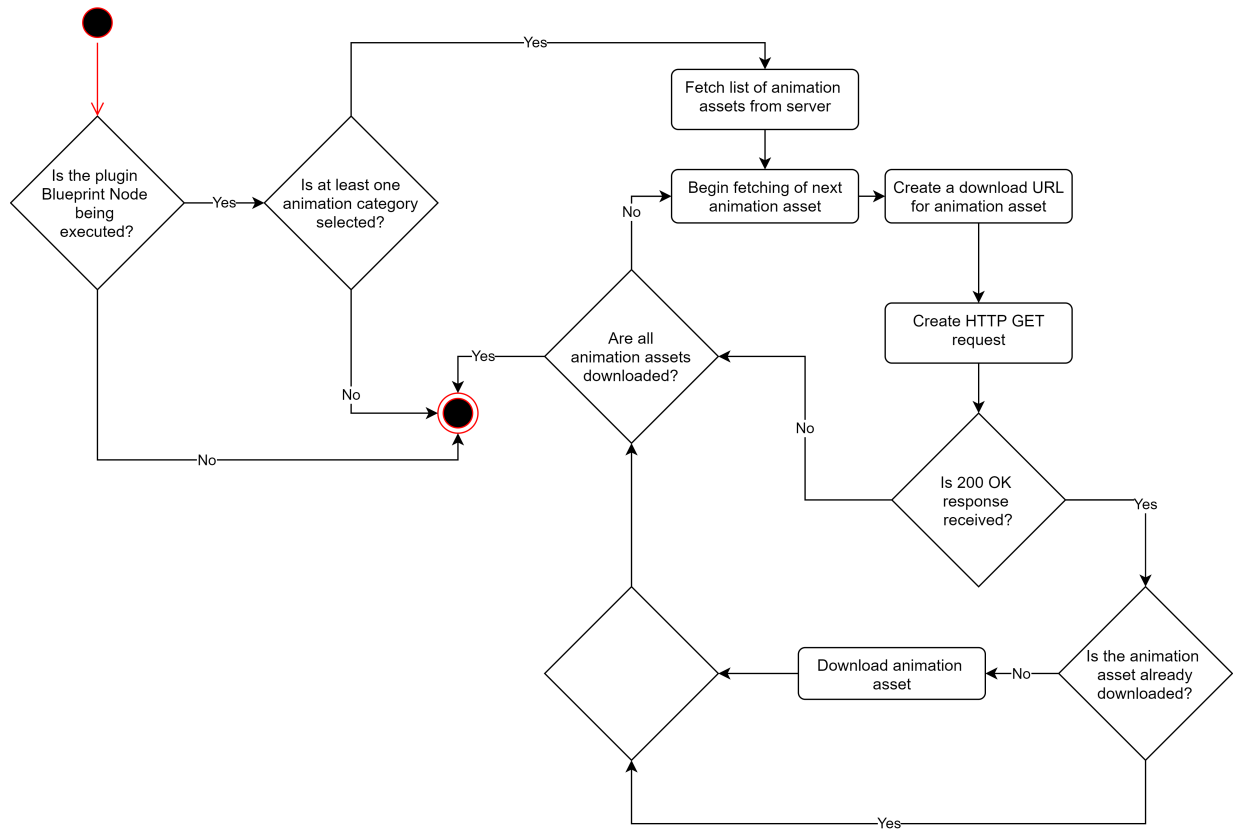 Yes
Fetch list of animation
assets from server
Is the plugin
Blueprint Node
being
executed?
Yes
Is at least one
animation category
selected?
Begin fetching of next
animation asset
Create a download URL
for animation asset
No
Create HTTP GET
request
Are all
animation assets
downloaded?
Yes
No
No
No
Is 200 OK
response
received?
Yes
Is the animation
asset already
downloaded?
No
Download animation
asset
Yes